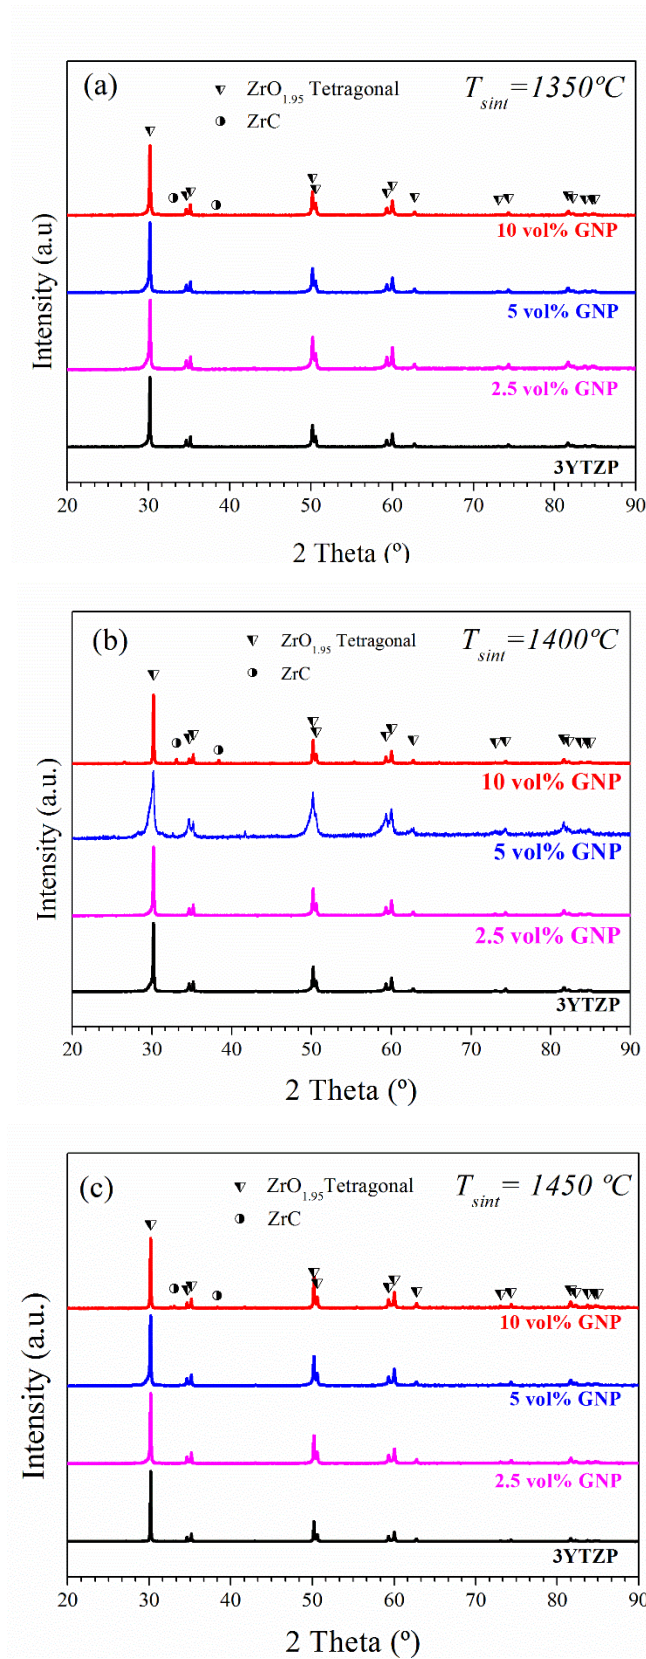 (a)
ZrO1.95 Tetragonal
Tsint=1350ºC
ZrC
10 vol% GNP
5 vol% GNP
2.5 vol% GNP
3YTZP
Intensity (a.u)
20 30 40 50 60 70 80 90
2 Theta (º)
(b)
ZrO1.95 Tetragonal
Tsint=1400ºC
ZrC
10 vol% GNP
5 vol% GNP
2.5 vol% GNP
3YTZP
Intensity (a.u.)
20 30 40 50 60 70 80 90
2 Theta (º)
(c)
ZrO1.95Tetragonal
Tsint= 1450 ºC
ZrC
10 vol% GNP
5 vol% GNP
2.5 vol% GNP
3YTZP
Intensity (a.u.)
20 30 40 50 60 70 80 90
2 Theta (º)